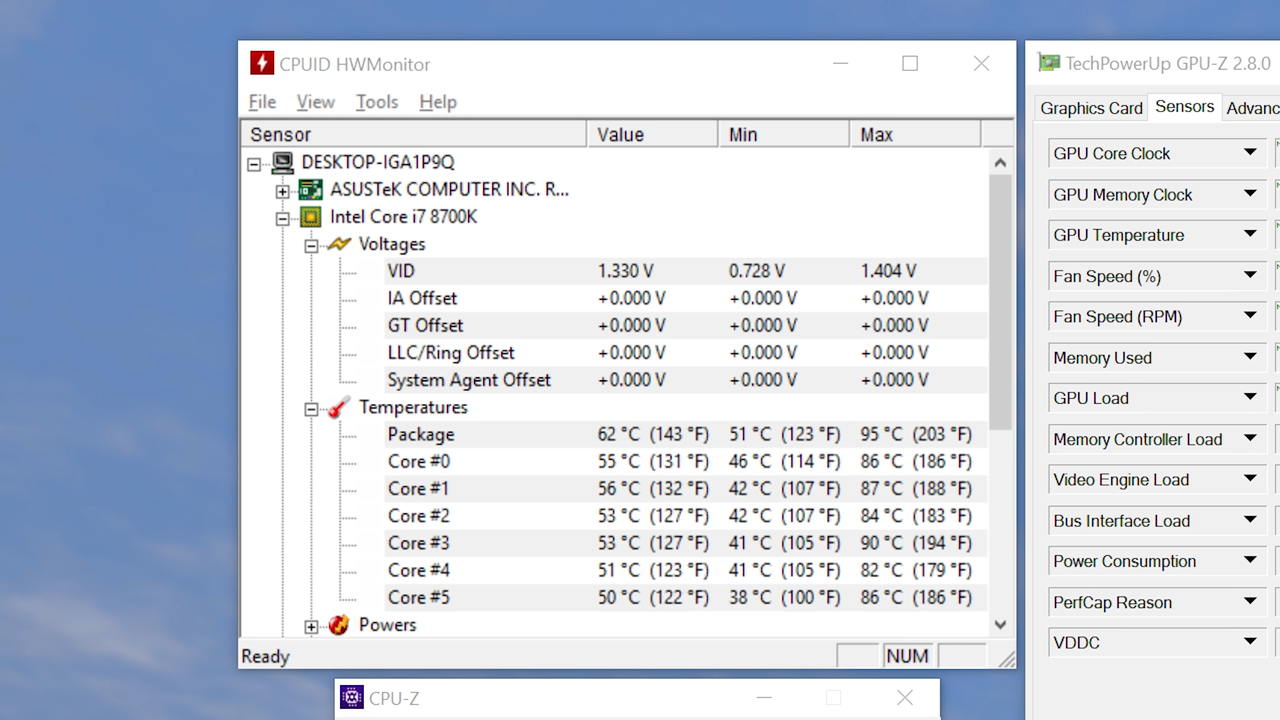 CPUID HWMonitor
File View Tools Help
Sensor Value Min Max
DESKTOP-IGA1P9Q
ASUSTeK COMPUTER INC. R...
Intel Core i7 8700K
Voltages
VID 1.330 V 0.728 V 1.404 V
IA Offset +0.000 V +0.000 V +0.000 V
GT Offset +0.000 V +0.000 V +0.000 V
LLC/Ring Offset +0.000 V +0.000 V +0.000 V
System Agent Offset +0.000 V +0.000 V +0.000 V
Temperatures
Package 62 °C (143 °F) 51 °C (123 °F) 95 °C (203 °F)
Core #0 55 °C (131 °F) 46 °C (114 °F) 86 °C (186 °F)
Core #1 56 °C (132 °F) 42 °C (107 °F) 87 °C (188 °F)
Core #2 53 °C (127 °F) 42 °C (107 °F) 84 °C (183 °F)
Core #3 53 °C (127 °F) 41 °C (105 °F) 90 °C (194 °F)
Core #4 51 °C (123 °F) 41 °C (105 °F) 82 °C (179 °F)
Core #5 50 °C (122 °F) 38 °C (100 °F) 86 °C (186 °F)
Powers
Ready NUM
CPU-Z
TechPowerUp GPU-Z 2.8.0
Graphics Card Sensors Advanc
GPU Core Clock
GPU Memory Clock
GPU Temperature
Fan Speed (%)
Fan Speed (RPM)
Memory Used
GPU Load
Memory Controller Load
Video Engine Load
Bus Interface Load
Power Consumption
PerfCap Reason
VDDC